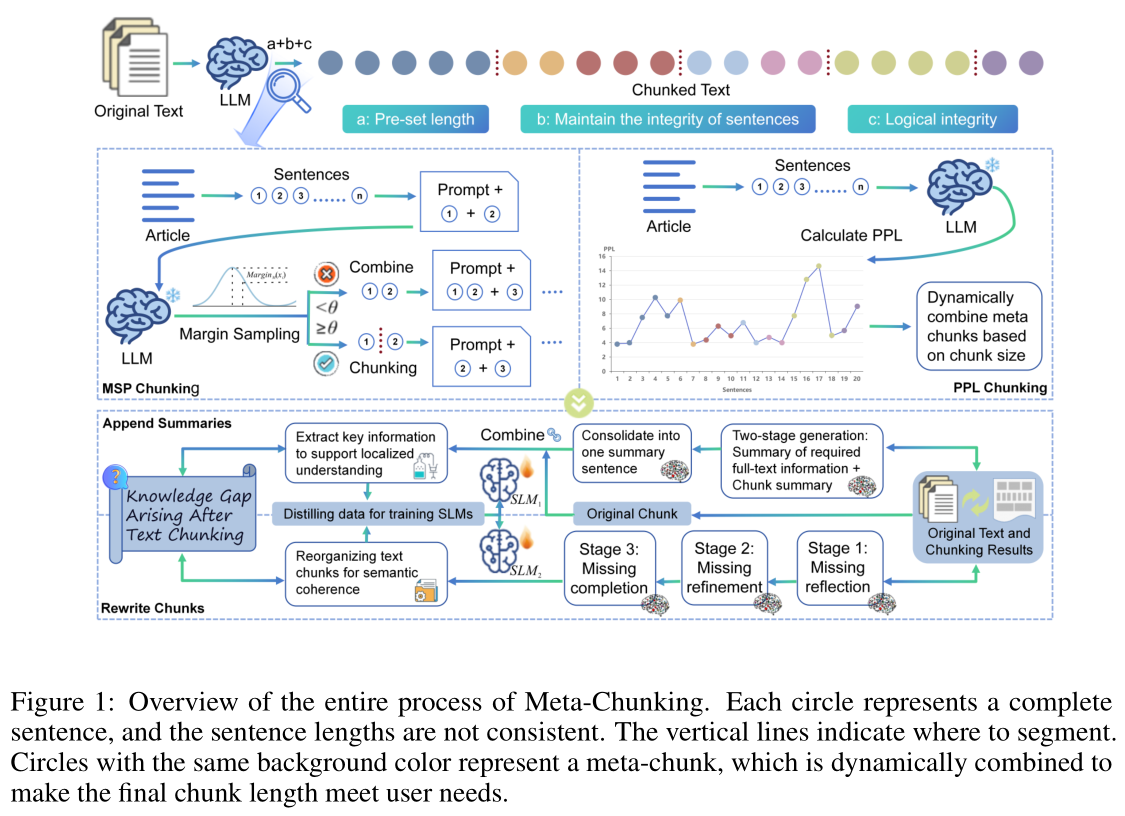 a+b+c
Original Text
LLM
Chunked Text
a: Pre-set length
b: Maintain the integrity of sentences
c: Logical integrity
Sentences
1 2 3 ...... n
Article
Prompt +
1 + 2
LLM
Marginₛ(xᵢ)
Margin Sampling
<θ
≥θ
Combine
1 2
Prompt +
1 2 + 3
....
Chunking
1 2
Prompt +
2 + 3
....
MSP Chunking
Sentences
1 2 3 ...... n
Article
LLM
Calculate PPL
PPL
16
14
12
10
8
6
4
2
0
1 2 3 4 5 6 7 8 9 10 11 12 13 14 15 16 17 18 19 20
Sentences
Dynamically
combine meta
chunks based
on chunk size
PPL Chunking
Append Summaries
Extract key information
to support localized
understanding
Combine
Consolidate into
one summary
sentence
Two-stage generation:
Summary of required
full-text information +
Chunk summary
?
Knowledge Gap
Arising After
Text Chunking
Distilling data for training SLMs
SLM₁
SLM₂
Original Chunk
Original Text and
Chunking Results
Reorganizing text
chunks for semantic
coherence
Stage 3:
Missing
completion
Stage 2:
Missing
refinement
Stage 1:
Missing
reflection
Rewrite Chunks
Figure 1: Overview of the entire process of Meta-Chunking. Each circle represents a complete
sentence, and the sentence lengths are not consistent. The vertical lines indicate where to segment.
Circles with the same background color represent a meta-chunk, which is dynamically combined to
make the final chunk length meet user needs.